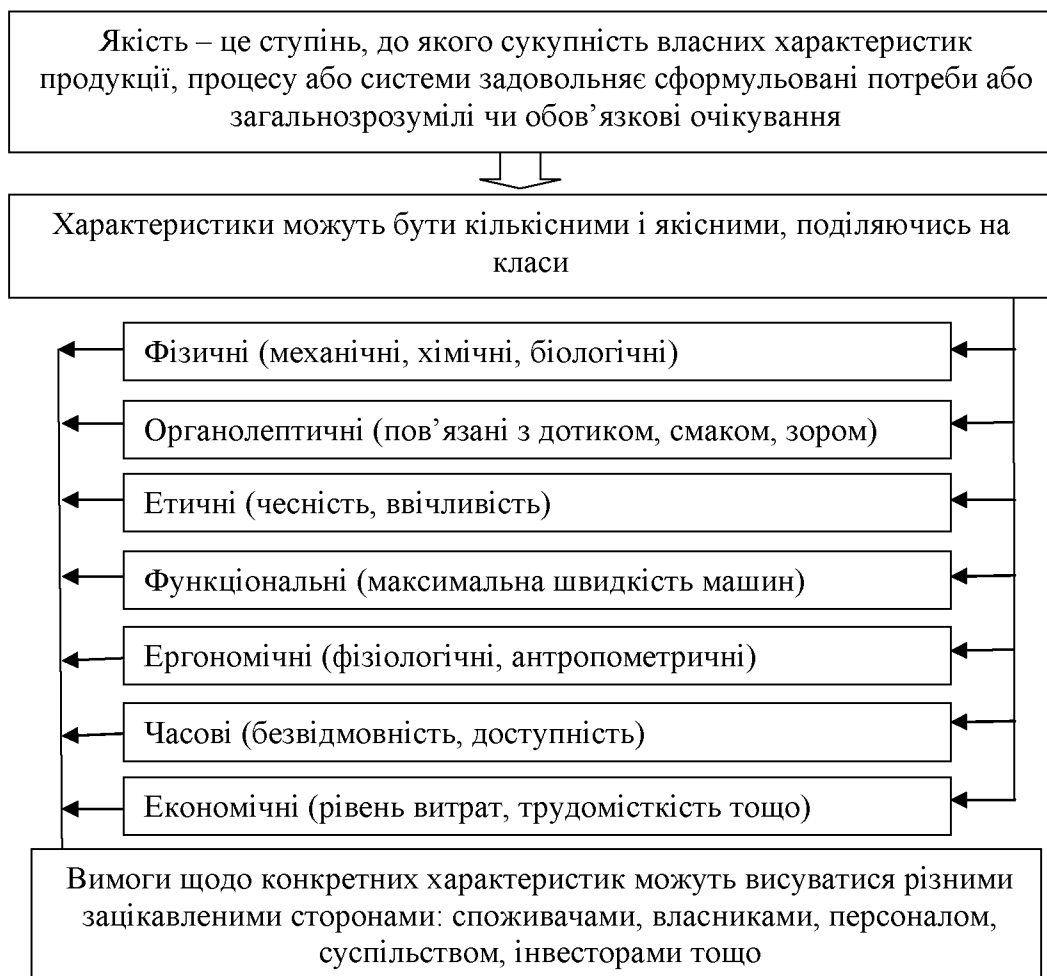 Якість – це ступінь, до якого сукупність власних характеристик
продукції, процесу або системи задовольняє сформульовані потреби або
загальнозрозумілі чи обов’язкові очікування
Характеристики можуть бути кількісними і якісними, поділяючись на
класи
Фізичні (механічні, хімічні, біологічні)
Органолептичні (пов’язані з дотиком, смаком, зором)
Етичні (чесність, ввічливість)
Функціональні (максимальна швидкість машин)
Ергономічні (фізіологічні, антропометричні)
Часові (безвідмовність, доступність)
Економічні (рівень витрат, трудомісткість тощо)
Вимоги щодо конкретних характеристик можуть висуватися різними
зацікавленими сторонами: споживачами, власниками, персоналом,
суспільством, інвесторами тощо